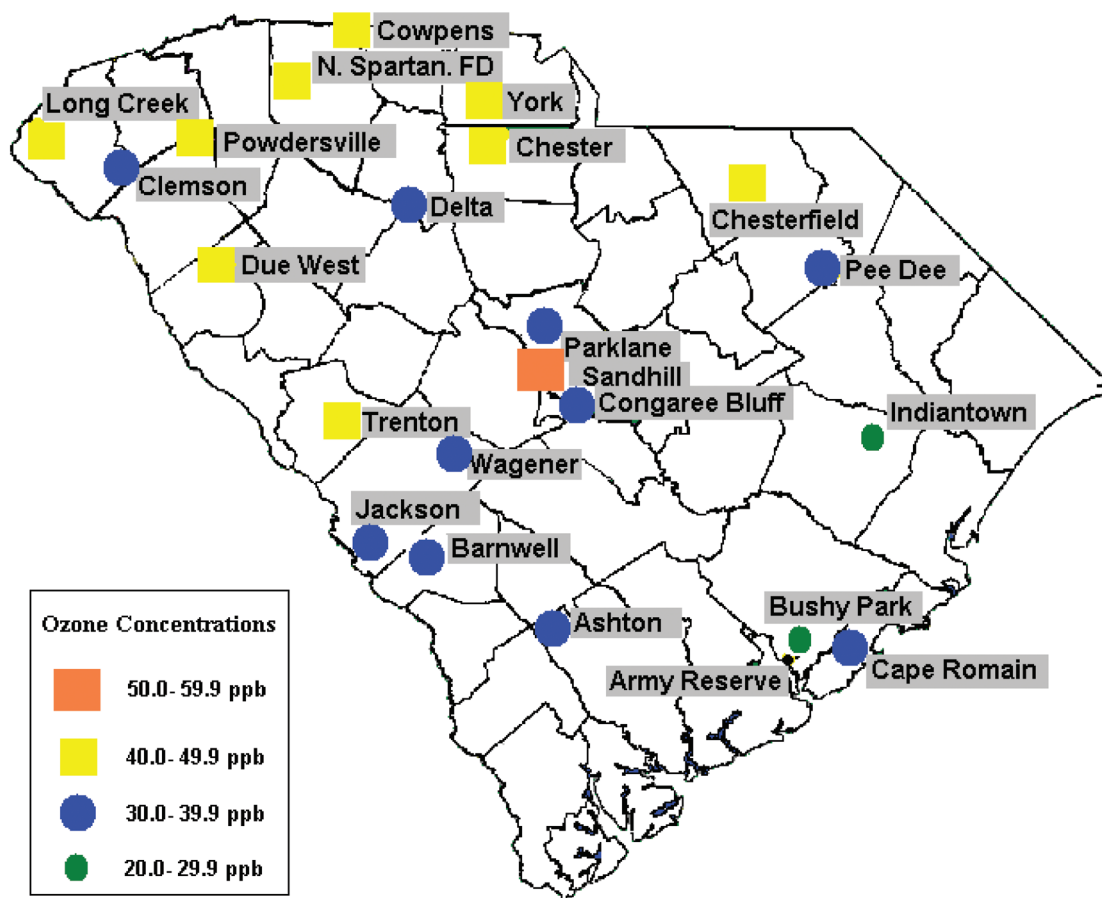 Cowpens
N. Spartan. FD
Long Creek
York
Powdersville
Chester
Clemson
Delta
Chesterfield
Due West
Pee Dee
Parklane
Sandhill
Congaree Bluff
Indiantown
Trenton
Wagener
Jackson
Barnwell
Bushy Park
Ashton
Army Reserve
Cape Romain
Ozone Concentrations
50.0- 59.9 ppb
40.0- 49.9 ppb
30.0- 39.9 ppb
20.0- 29.9 ppb